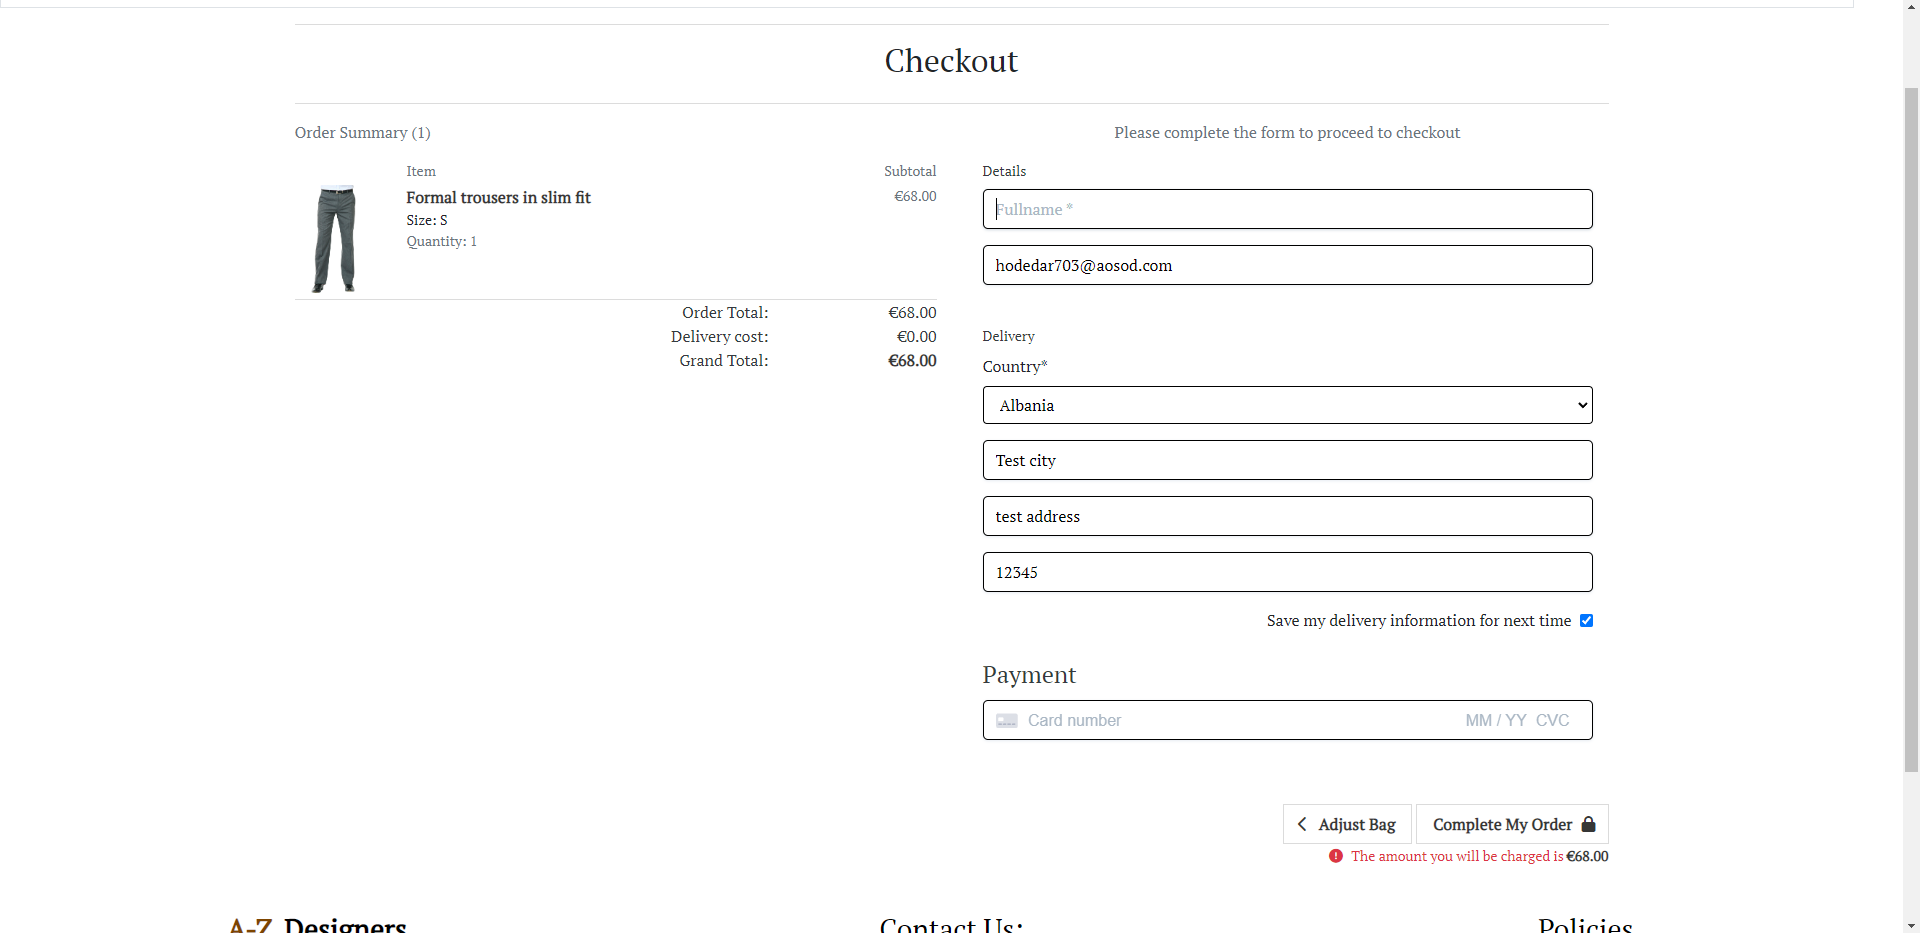 Checkout
Order Summary (1)
Item Subtotal
Formal trousers in slim fit €68.00
Size: S
Quantity: 1
Order Total: €68.00
Delivery cost: €0.00
Grand Total: €68.00
Please complete the form to proceed to checkout
Details
Fullname *
hodedar703@aosod.com
Delivery
Country*
Albania
Test city
test address
12345
Save my delivery information for next time
Payment
Card number MM / YY CVC
Adjust Bag Complete My Order
The amount you will be charged is €68.00
A-Z Designers Contact Us: Policies